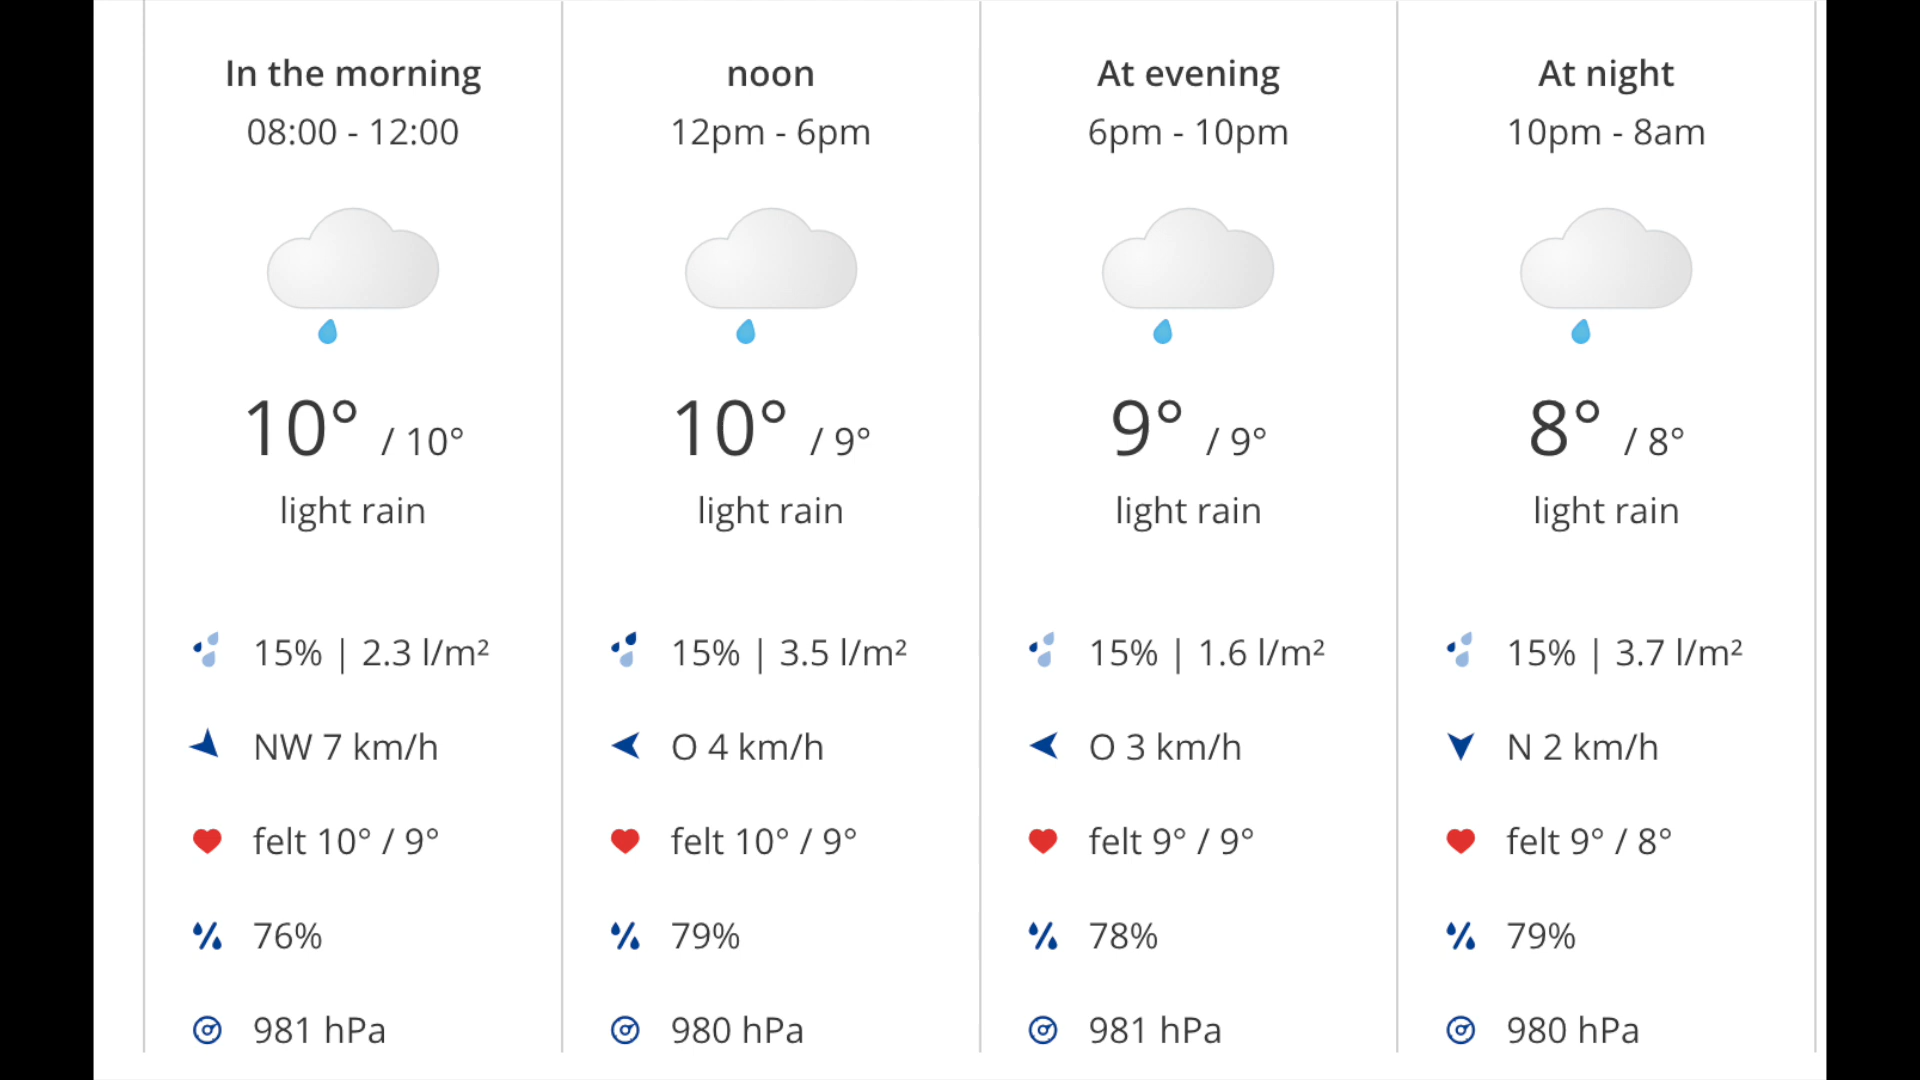 In the morning
08:00 - 12:00
10° / 10°
light rain
15% | 2.3 l/m²
NW 7 km/h
felt 10° / 9°
76%
981 hPa
noon
12pm - 6pm
10° / 9°
light rain
15% | 3.5 l/m²
O 4 km/h
felt 10° / 9°
79%
980 hPa
At evening
6pm - 10pm
9° / 9°
light rain
15% | 1.6 l/m²
O 3 km/h
felt 9° / 9°
78%
981 hPa
At night
10pm - 8am
8° / 8°
light rain
15% | 3.7 l/m²
N 2 km/h
felt 9° / 8°
79%
980 hPa